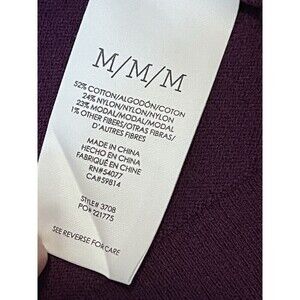 M/M/M
52% COTTON/ALGODÓN/COTON
24% NYLON/NYLON/NYLON
23% MODAL/MODAL/MODAL
1% OTHER FIBERS/OTRAS FIBRAS/
D'AUTRES FIBRES
MADE IN CHINA
HECHO EN CHINA
FABRIQUÉ EN CHINE
RN#54077
CA#59814
STYLE# 3708
PO# 221775
SEE REVERSE FOR CARE